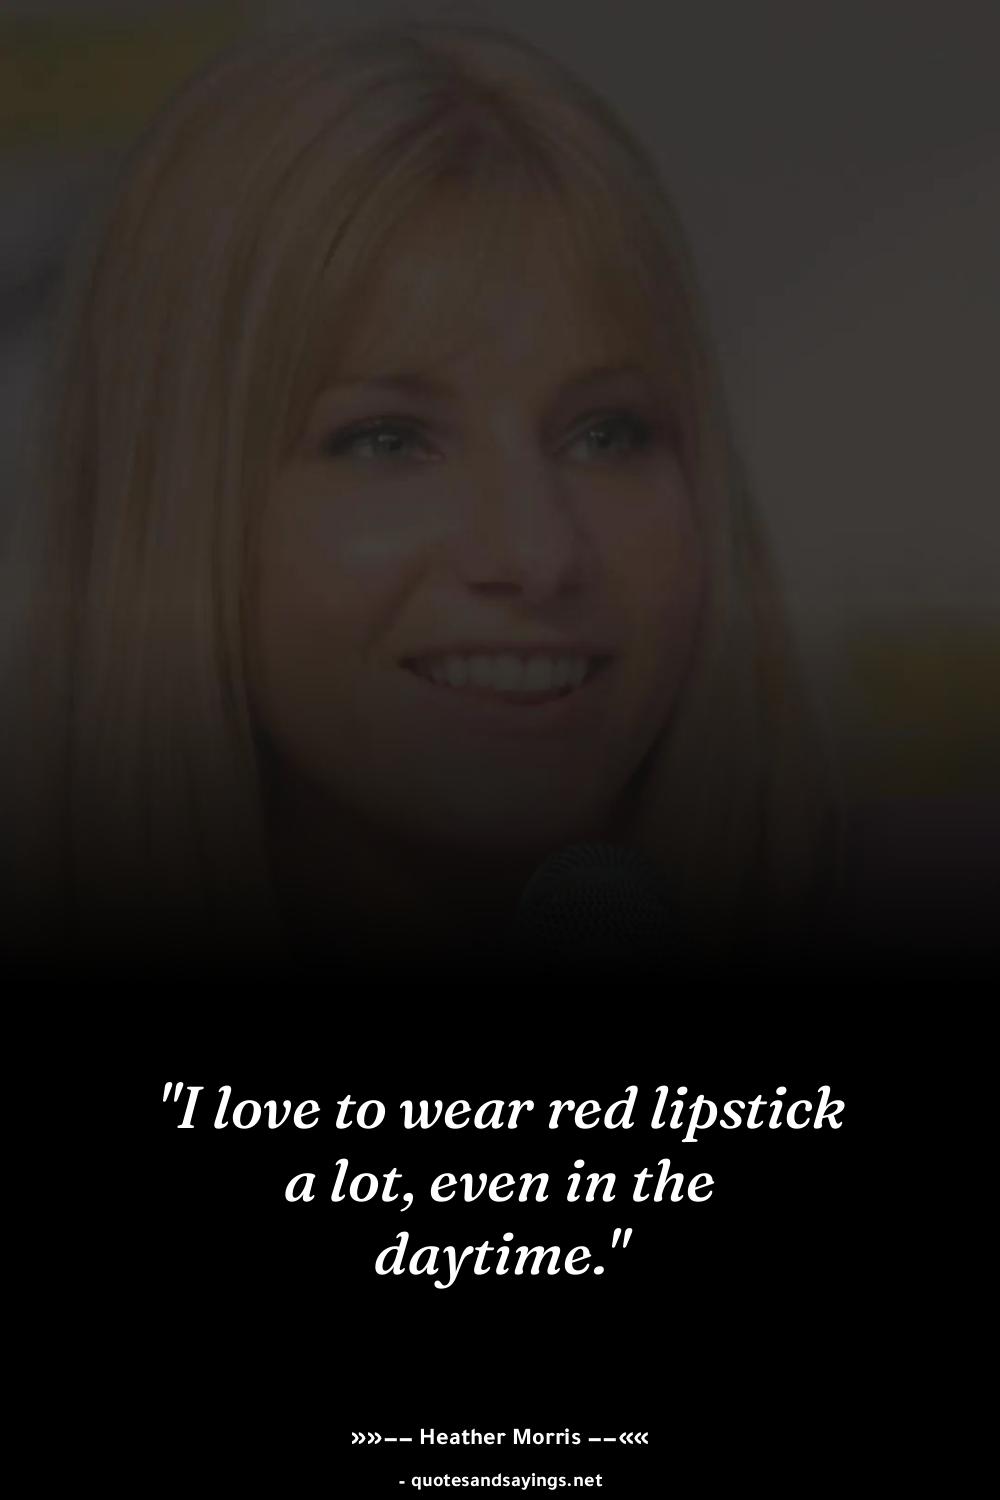 "I love to wear red lipstick
a lot, even in the
daytime."
»»−− Heather Morris −−««
- quotesandsayings.net